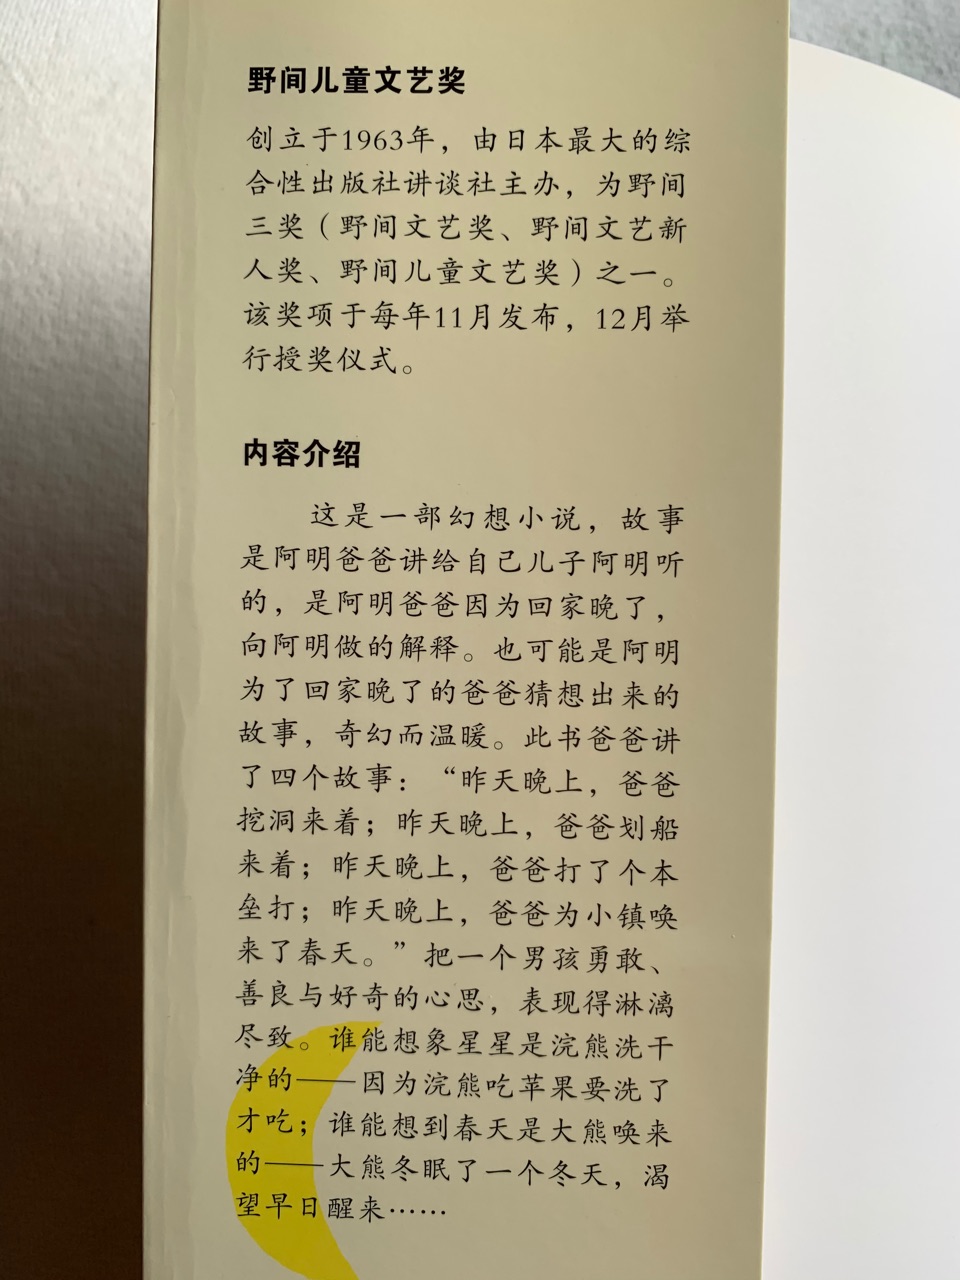 野间儿童文艺奖
创立于1963年，由日本最大的综
合性出版社讲谈社主办，为野间
三奖（野间文艺奖、野间文艺新
人奖、野间儿童文艺奖）之一。
该奖项于每年11月发布，12月举
行授奖仪式。
内容介绍
这是一部幻想小说，故事
是阿明爸爸讲给自己儿子阿明听
的，是阿明爸爸因为回家晚了，
向阿明做的解释。也可能是阿明
为了回家晚了的爸爸猜想出来的
故事，奇幻而温暖。此书爸爸讲
了四个故事：“昨天晚上，爸爸
挖洞来着；昨天晚上，爸爸划船
来着；昨天晚上，爸爸打了个本
垒打；昨天晚上，爸爸为小镇唤
来了春天。”把一个男孩勇敢、
善良与好奇的心思，表现得淋漓
尽致。谁能想象星星是浣熊洗干
净的——因为浣熊吃苹果要洗了
才吃；谁能想到春天是大熊唤来
的——大熊冬眠了一个冬天，渴
望早日醒来……